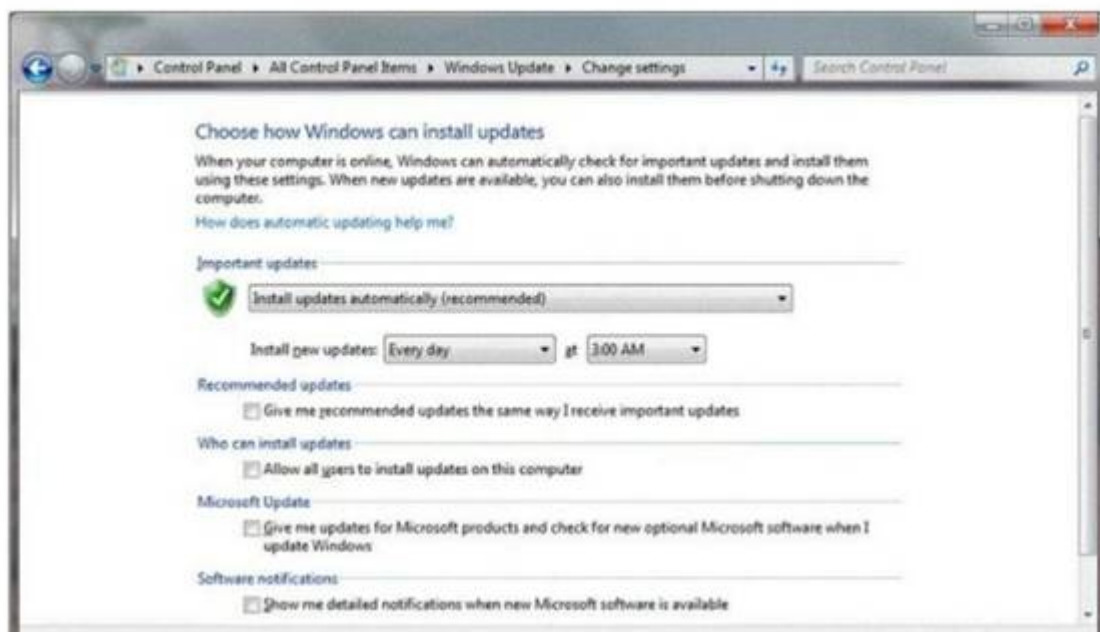 Control Panel ▸ All Control Panel Items ▸ Windows Update ▸ Change settings
Search Control Panel
Choose how Windows can install updates
When your computer is online, Windows can automatically check for important updates and install them
using these settings. When new updates are available, you can also install them before shutting down the
computer.
How does automatic updating help me?
Important updates
Install updates automatically (recommended)
Install new updates: Every day at 3:00 AM
Recommended updates
Give me recommended updates the same way I receive important updates
Who can install updates
Allow all users to install updates on this computer
Microsoft Update
Give me updates for Microsoft products and check for new optional Microsoft software when I
update Windows
Software notifications
Show me detailed notifications when new Microsoft software is available